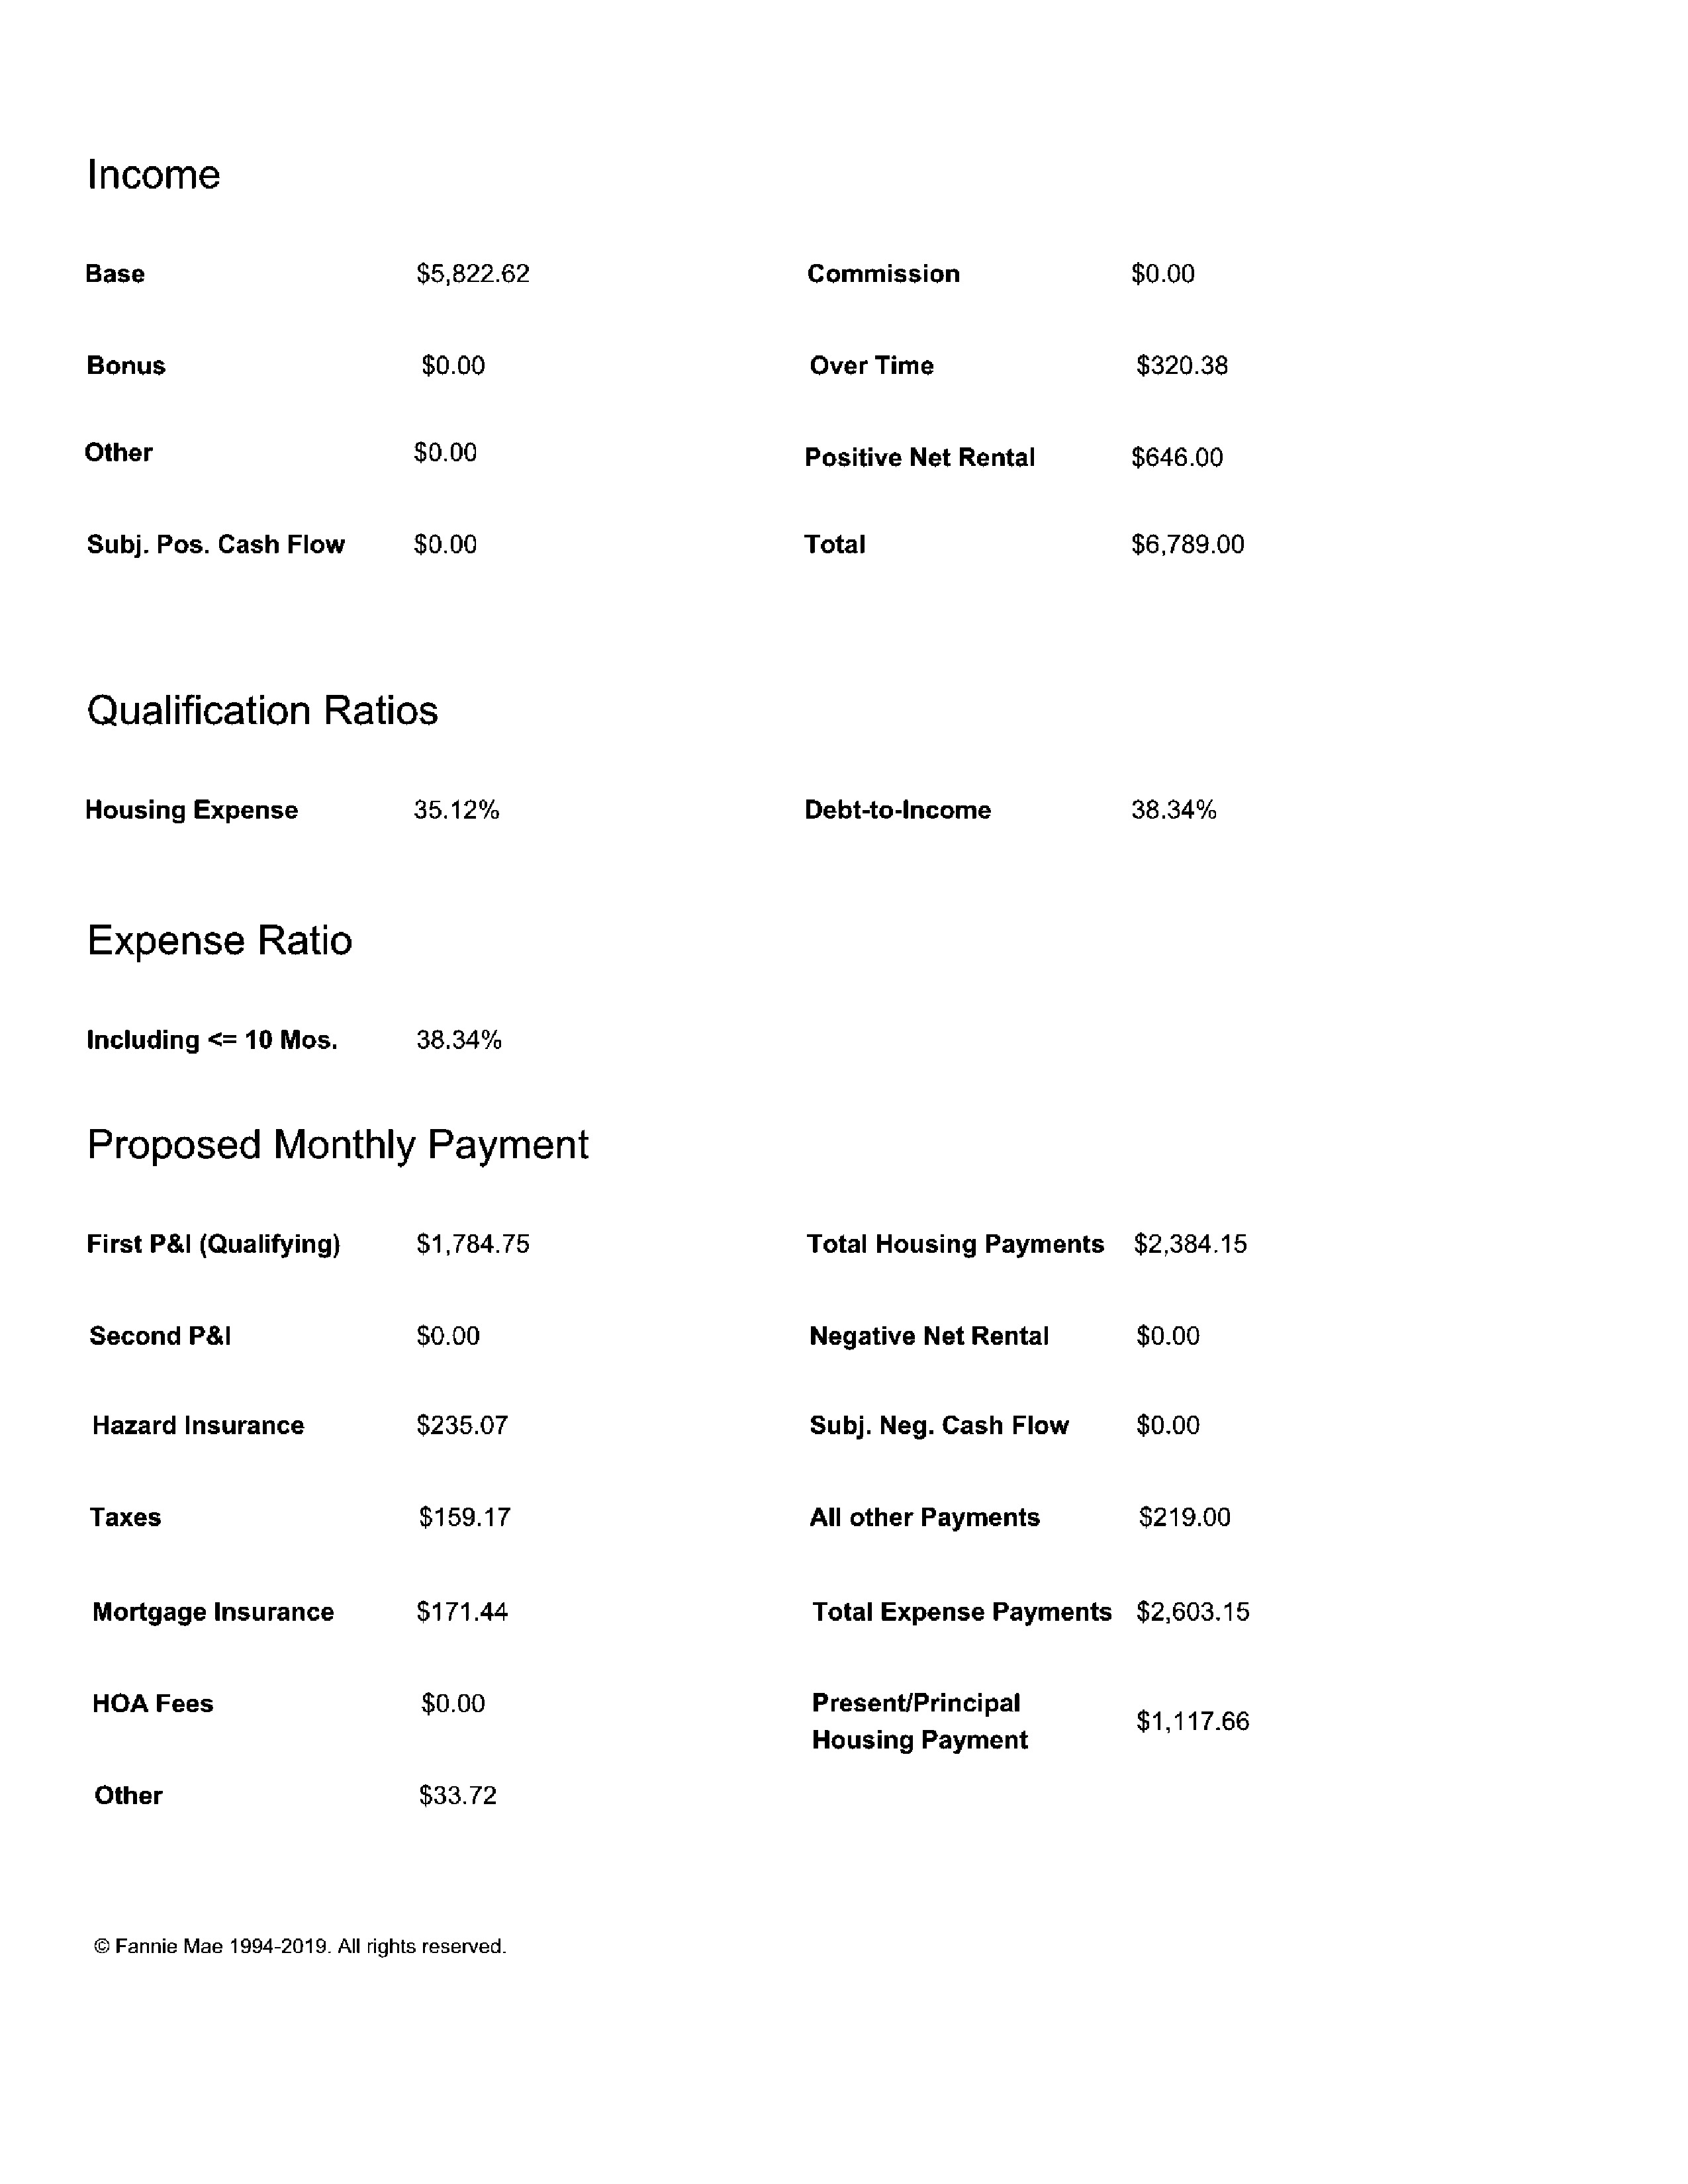 Income
Base $5,822.62 Commission $0.00
Bonus $0.00 Over Time $320.38
Other $0.00 Positive Net Rental $646.00
Subj. Pos. Cash Flow $0.00 Total $6,789.00
Qualification Ratios
Housing Expense 35.12% Debt-to-Income 38.34%
Expense Ratio
Including <= 10 Mos. 38.34%
Proposed Monthly Payment
First P&I (Qualifying) $1,784.75 Total Housing Payments $2,384.15
Second P&I $0.00 Negative Net Rental $0.00
Hazard Insurance $235.07 Subj. Neg. Cash Flow $0.00
Taxes $159.17 All other Payments $219.00
Mortgage Insurance $171.44 Total Expense Payments $2,603.15
HOA Fees $0.00 Present/Principal
Housing Payment $1,117.66
Other $33.72
© Fannie Mae 1994-2019. All rights reserved.